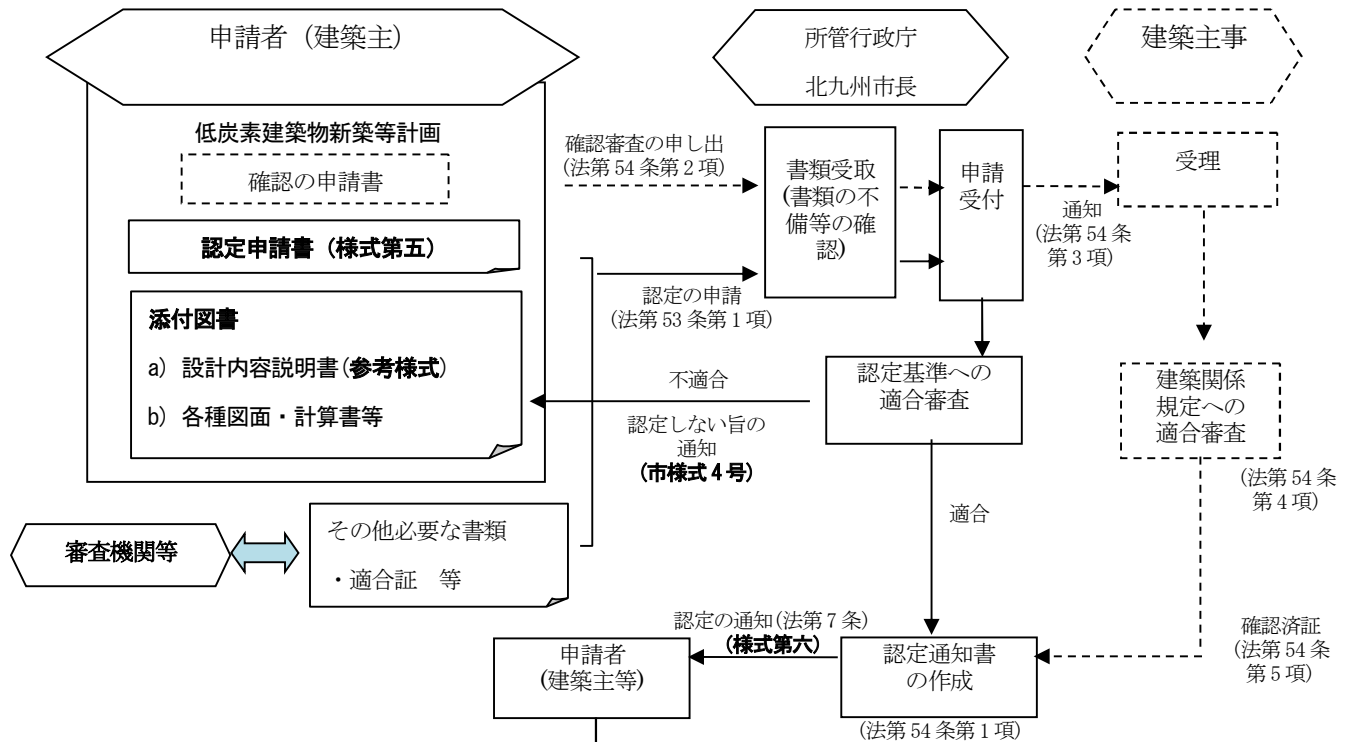 申請者（建築主）
所管行政庁
北九州市長
建築主事
低炭素建築物新築等計画
確認の申請書
認定申請書（様式第五）
添付図書
a) 設計内容説明書(参考様式)
b) 各種図面・計算書等
確認審査の申し出
(法第 54 条第 2 項)
認定の申請
(法第 53 条第 1 項)
書類受取
(書類の不
備等の確
認)
申請
受付
通知
(法第 54 条
第 3 項)
受理
不適合
認定しない旨の
通知
(市様式 4 号)
認定基準への
適合審査
建築関係
規定への
適合審査
(法第 54 条
第 4 項)
適合
審査機関等
その他必要な書類
・適合証　等
認定の通知(法第 7 条)
(様式第六)
申請者
(建築主等)
認定通知書
の作成
(法第 54 条第 1 項)
確認済証
(法第 54 条
第 5 項)